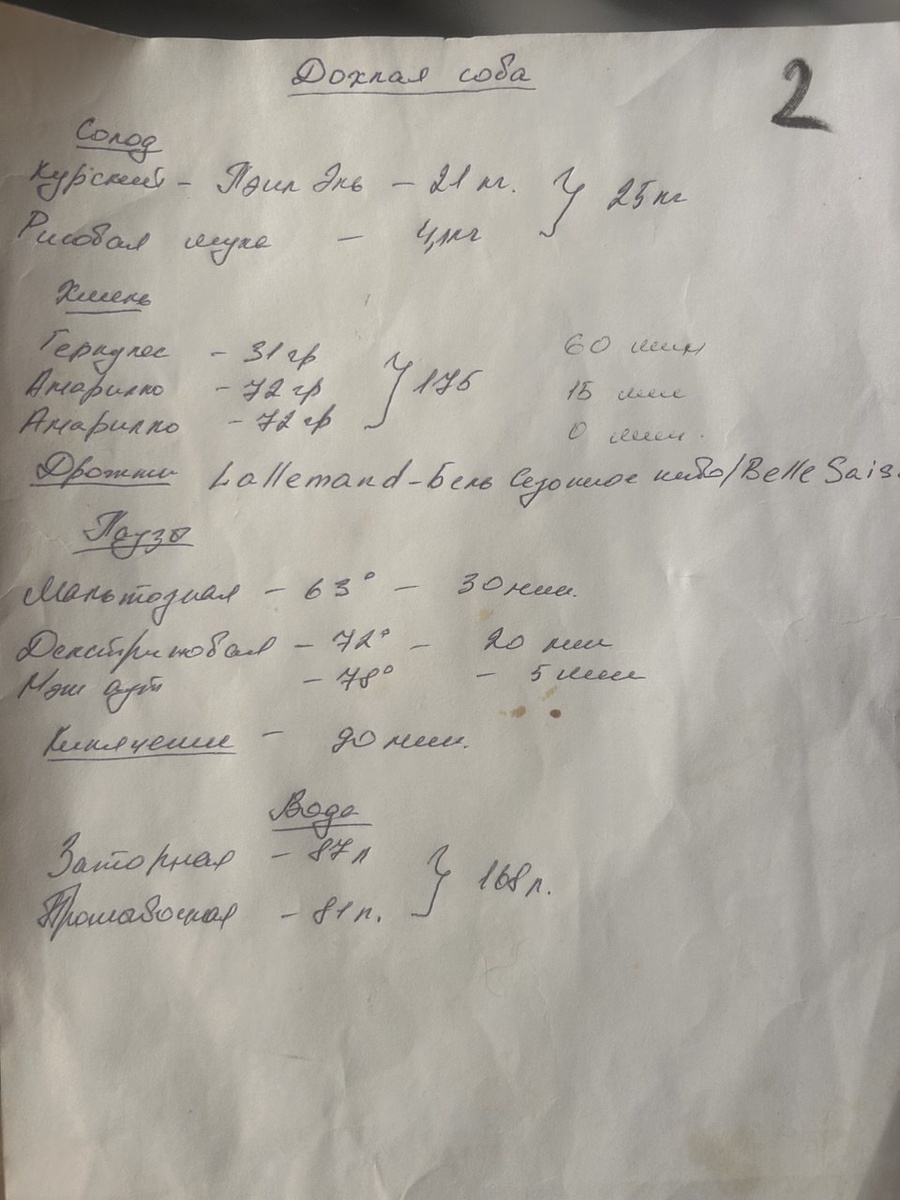 Дохлая соба
2
Солод
Курский - Пэил Эль - 21 кг. } 25 кг
Рисовая мука - 4 кг
Хмель
Геркулес - 31 гр 60 мин
Амарилло - 72 гр } 175 15 мин
Амарилло - 72 гр 0 мин.
Дрожжи Lallemand-Бель Сезонное пиво/Belle Sais.
Паузы
Мальтозная - 63° - 30 мин.
Декстриновая - 72° - 20 мин
Мэш аут - 78° - 5 мин
Кипячение - 90 мин.
Вода
Заторная - 87 л } 168 л.
Промывочная - 81 л.